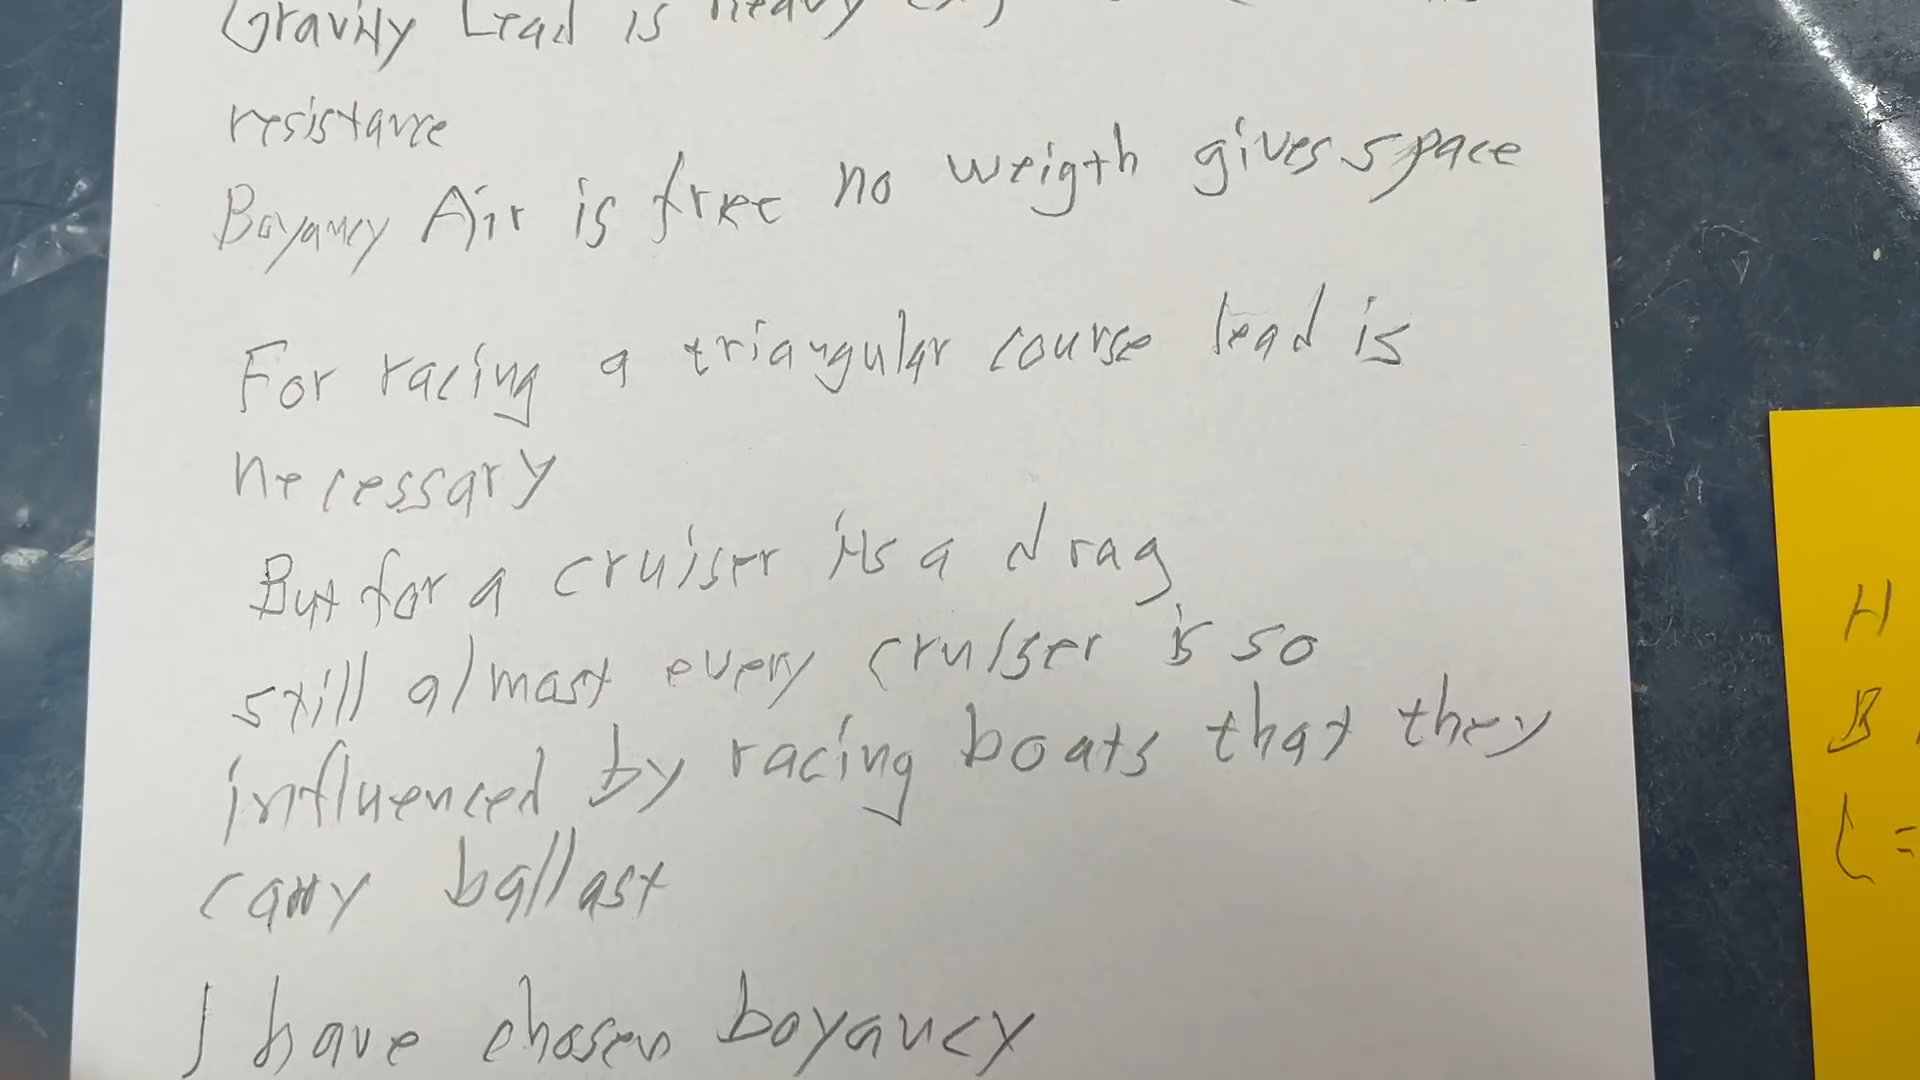 Gravity Lead is heavy
resistance
Boyancy Air is free no weigth gives space
For racing a triangular course lead is
necessary
But for a cruiser its a drag
still almost every cruiser is so
influenced by racing boats that they
carry ballast
I have chosen boyancy
H
B
L =